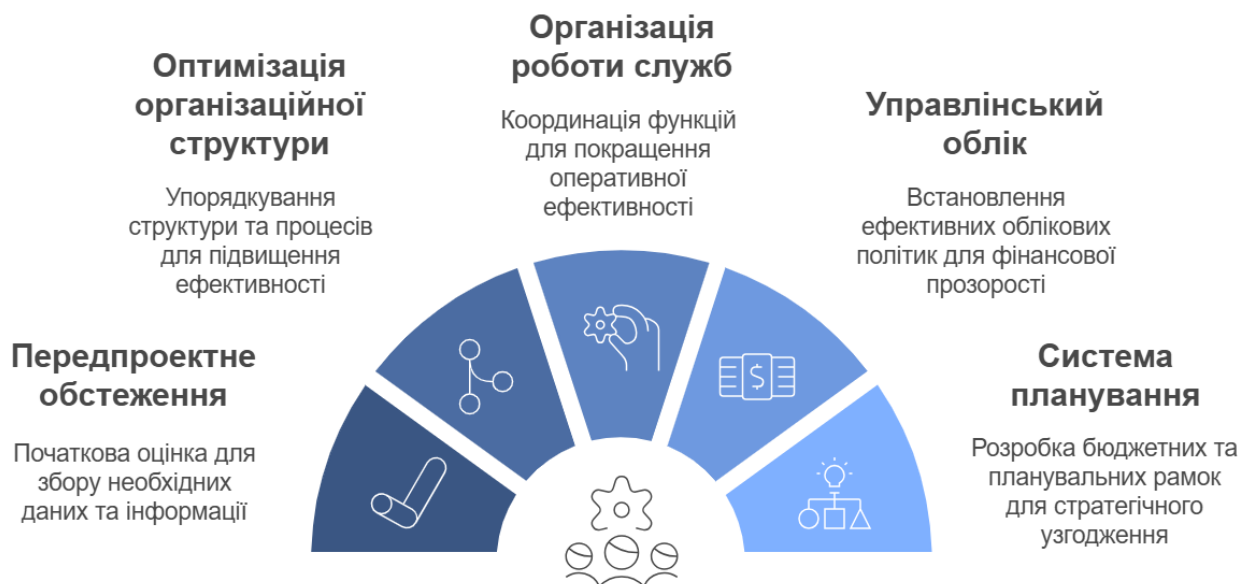 Передпроектне
обстеження
Початкова оцінка для
збору необхідних
даних та інформації
Оптимізація
організаційної
структури
Упорядкування
структури та процесів
для підвищення
ефективності
Організація
роботи служб
Координація функцій
для покращення
оперативної
ефективності
Управлінський
облік
Встановлення
ефективних облікових
політик для фінансової
прозорості
$
Система
планування
Розробка бюджетних та
планувальних рамок
для стратегічного
узгодження